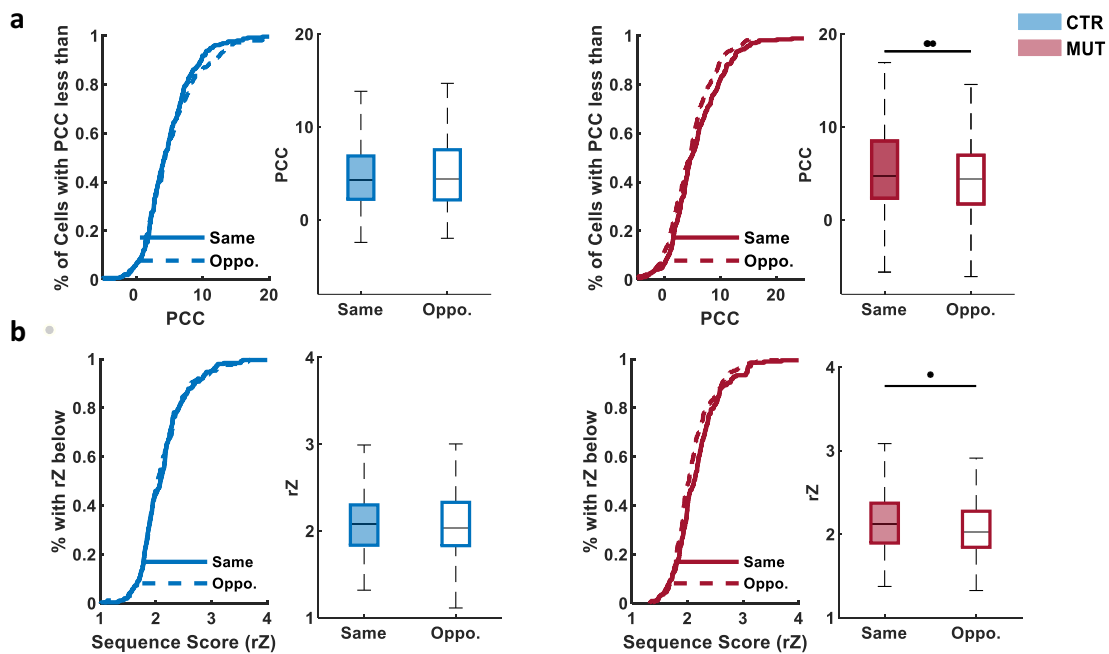 a
CTR
MUT
% of Cells with PCC less than
1
0.8
0.6
0.4
0.2
0
Same
Oppo.
0
10
20
PCC
PCC
20
10
0
Same
Oppo.
% of Cells with PCC less than
1
0.8
0.6
0.4
0.2
0
Same
Oppo.
0
10
20
PCC
PCC
20
10
0
Same
Oppo.
b
% with rZ below
1
0.8
0.6
0.4
0.2
0
Same
Oppo.
1
2
3
4
Sequence Score (rZ)
rZ
4
3
2
1
Same
Oppo.
% with rZ below
1
0.8
0.6
0.4
0.2
0
Same
Oppo.
1
2
3
4
Sequence Score (rZ)
rZ
4
3
2
1
Same
Oppo.